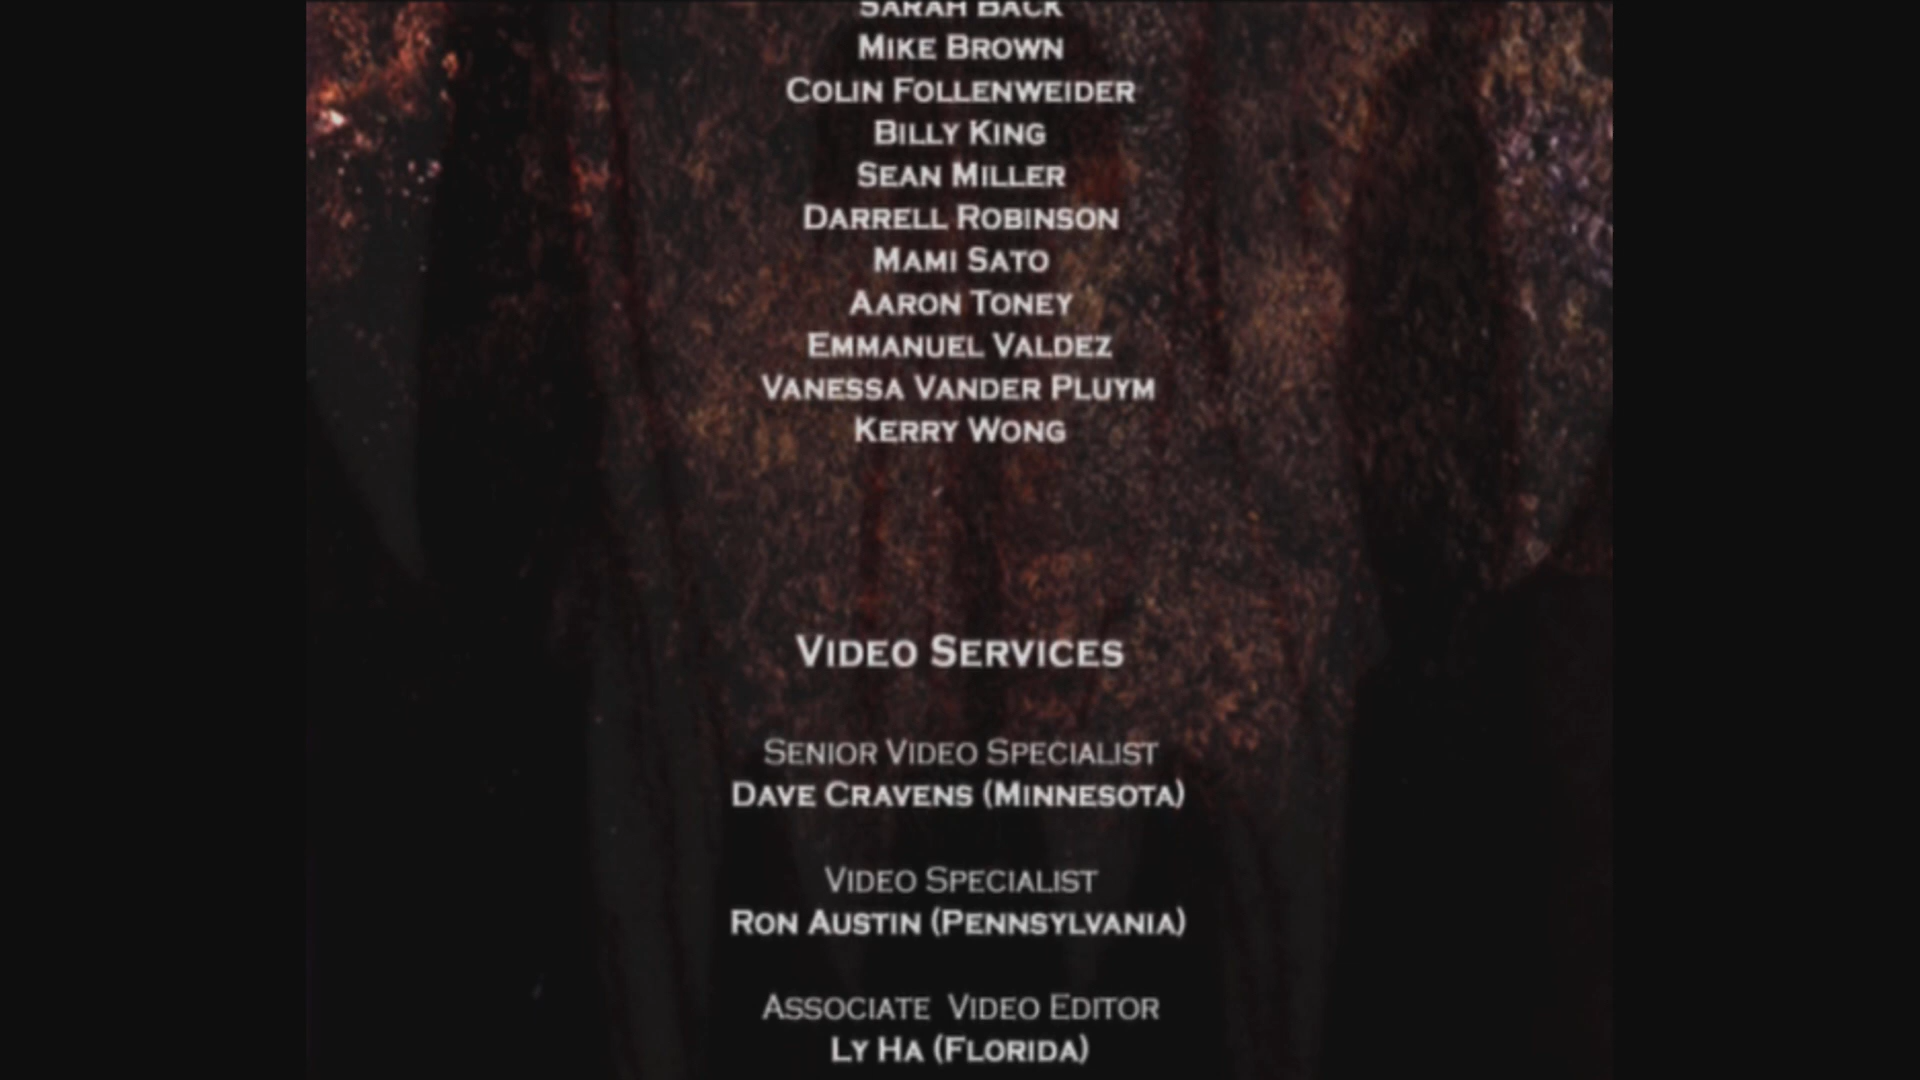 Sarah Back
Mike Brown
Colin Follenweider
Billy King
Sean Miller
Darrell Robinson
Mami Sato
Aaron Toney
Emmanuel Valdez
Vanessa Vander Pluym
Kerry Wong
Video Services
Senior Video Specialist
Dave Cravens (Minnesota)
Video Specialist
Ron Austin (Pennsylvania)
Associate Video Editor
Ly Ha (Florida)